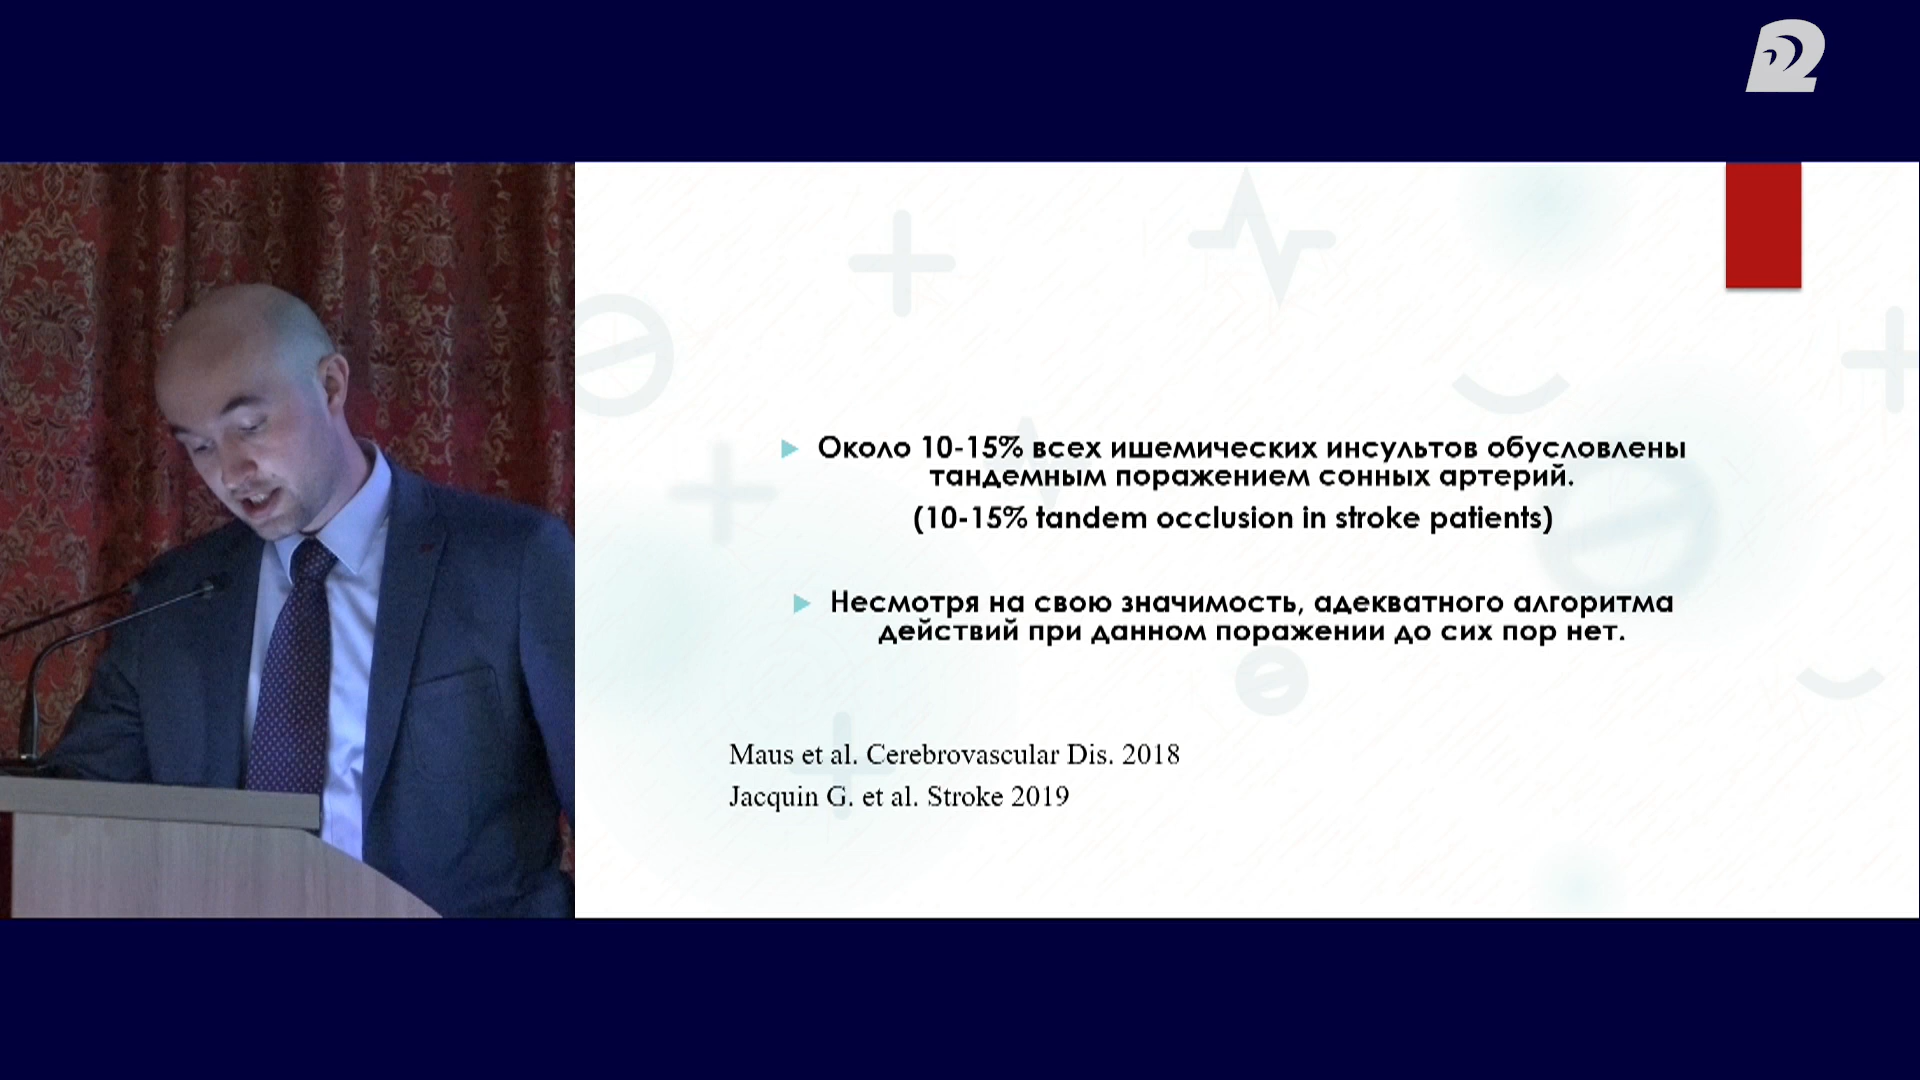 Около 10-15% всех ишемических инсультов обусловлены
тандемным поражением сонных артерий.
(10-15% tandem occlusion in stroke patients)
Несмотря на свою значимость, адекватного алгоритма
действий при данном поражении до сих пор нет.
Maus et al. Cerebrovascular Dis. 2018
Jacquin G. et al. Stroke 2019